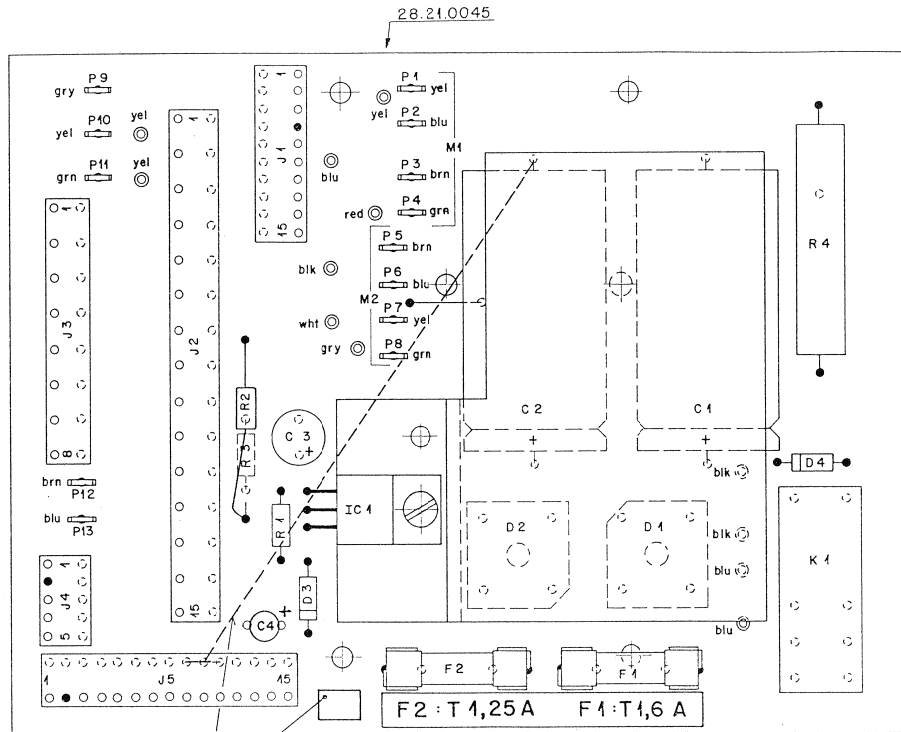 28.21.0045
P9
gry
P10
yel
yel
P11
grn
yel
1
J1
15
P1
yel
yel
P2
blu
M1
P3
brn
blu
P4
red
grn
P5
brn
blk
P6
blu
M2
P7
wht
yel
gry
P8
grn
1
J2
15
1
J3
8
R4
R2
R3
C3
+
C2
+
C1
+
D4
blk
brn
P12
blu
P13
IC1
R1
D2
D1
blk
blu
K1
1
J4
5
D3
C4
+
blu
1
J5
15
F2
F1
F2:T1,25A
F1:T1,6 A